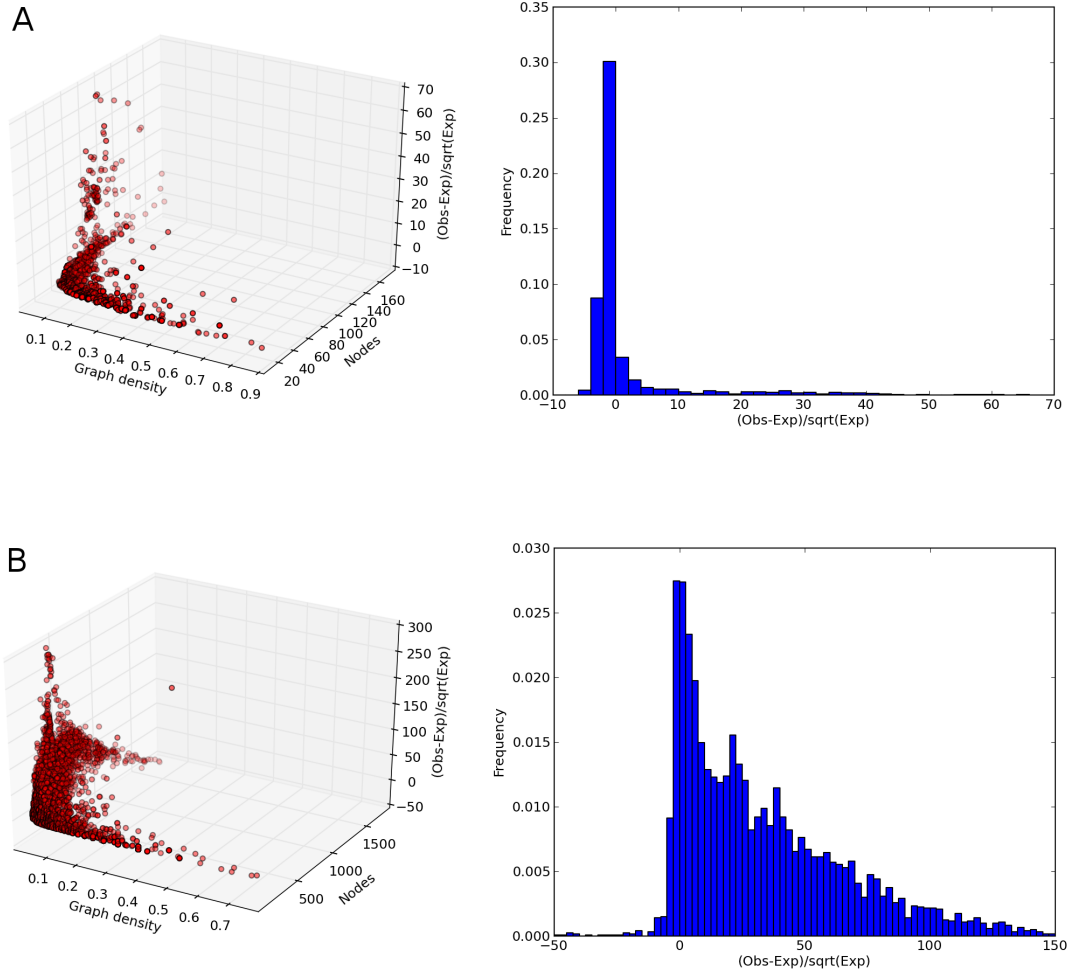 A
70
60
50
40
30
20
10
0
−10
(Obs-Exp)/sqrt(Exp)
160
140
120
100
80
60
40
20
Nodes
0.1 0.2 0.3 0.4 0.5 0.6 0.7 0.8 0.9
Graph density
0.35
0.30
0.25
0.20
0.15
0.10
0.05
0.00
Frequency
−10 0 10 20 30 40 50 60 70
(Obs-Exp)/sqrt(Exp)
B
300
250
200
150
100
50
0
−50
(Obs-Exp)/sqrt(Exp)
1500
1000
500
Nodes
0.1 0.2 0.3 0.4 0.5 0.6 0.7
Graph density
0.030
0.025
0.020
0.015
0.010
0.005
0.000
Frequency
−50 0 50 100 150
(Obs-Exp)/sqrt(Exp)